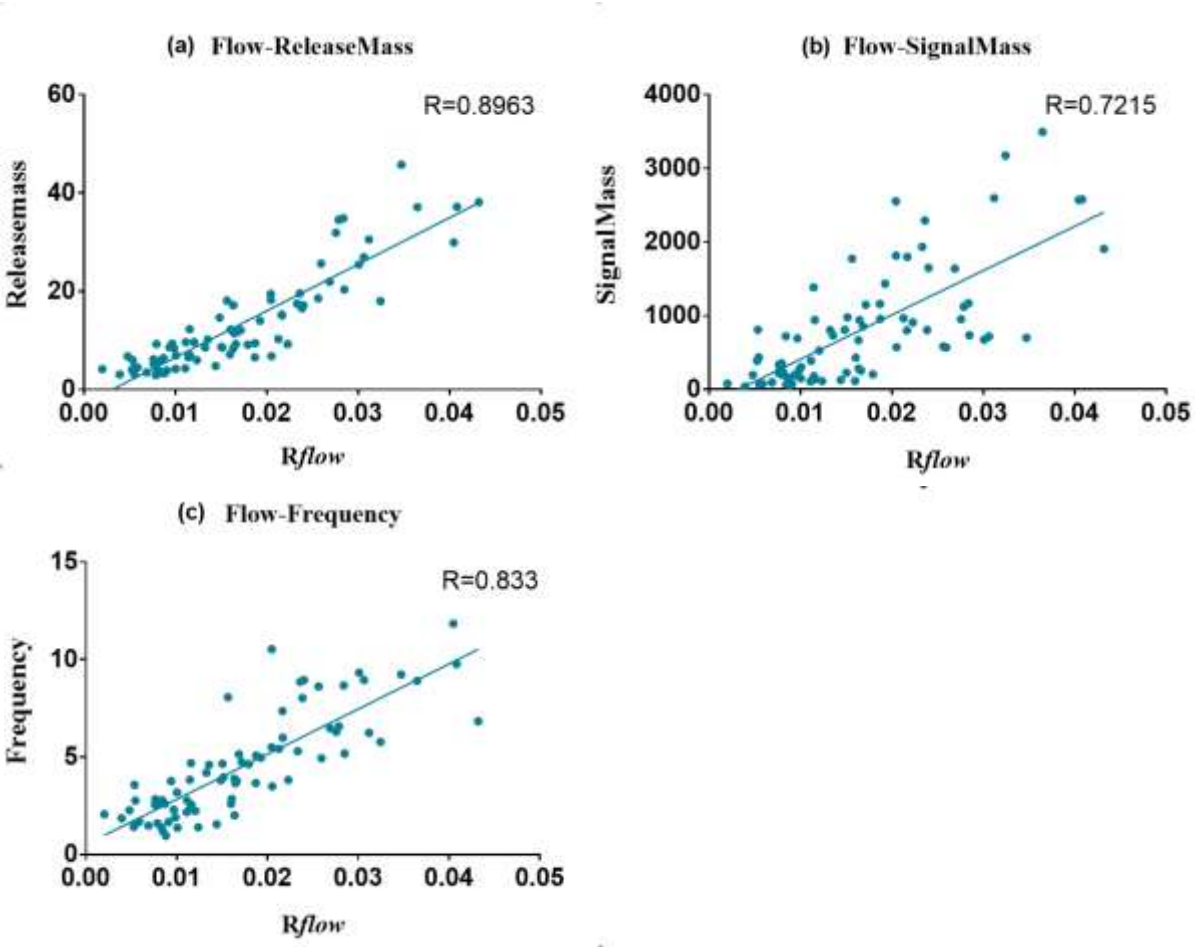 (a) Flow-ReleaseMass
R=0.8963
Releasemass
60
40
20
0
0.00 0.01 0.02 0.03 0.04 0.05
Rflow
(b) Flow-SignalMass
R=0.7215
SignalMass
4000
3000
2000
1000
0
0.00 0.01 0.02 0.03 0.04 0.05
Rflow
(c) Flow-Frequency
R=0.833
Frequency
15
10
5
0
0.00 0.01 0.02 0.03 0.04 0.05
Rflow